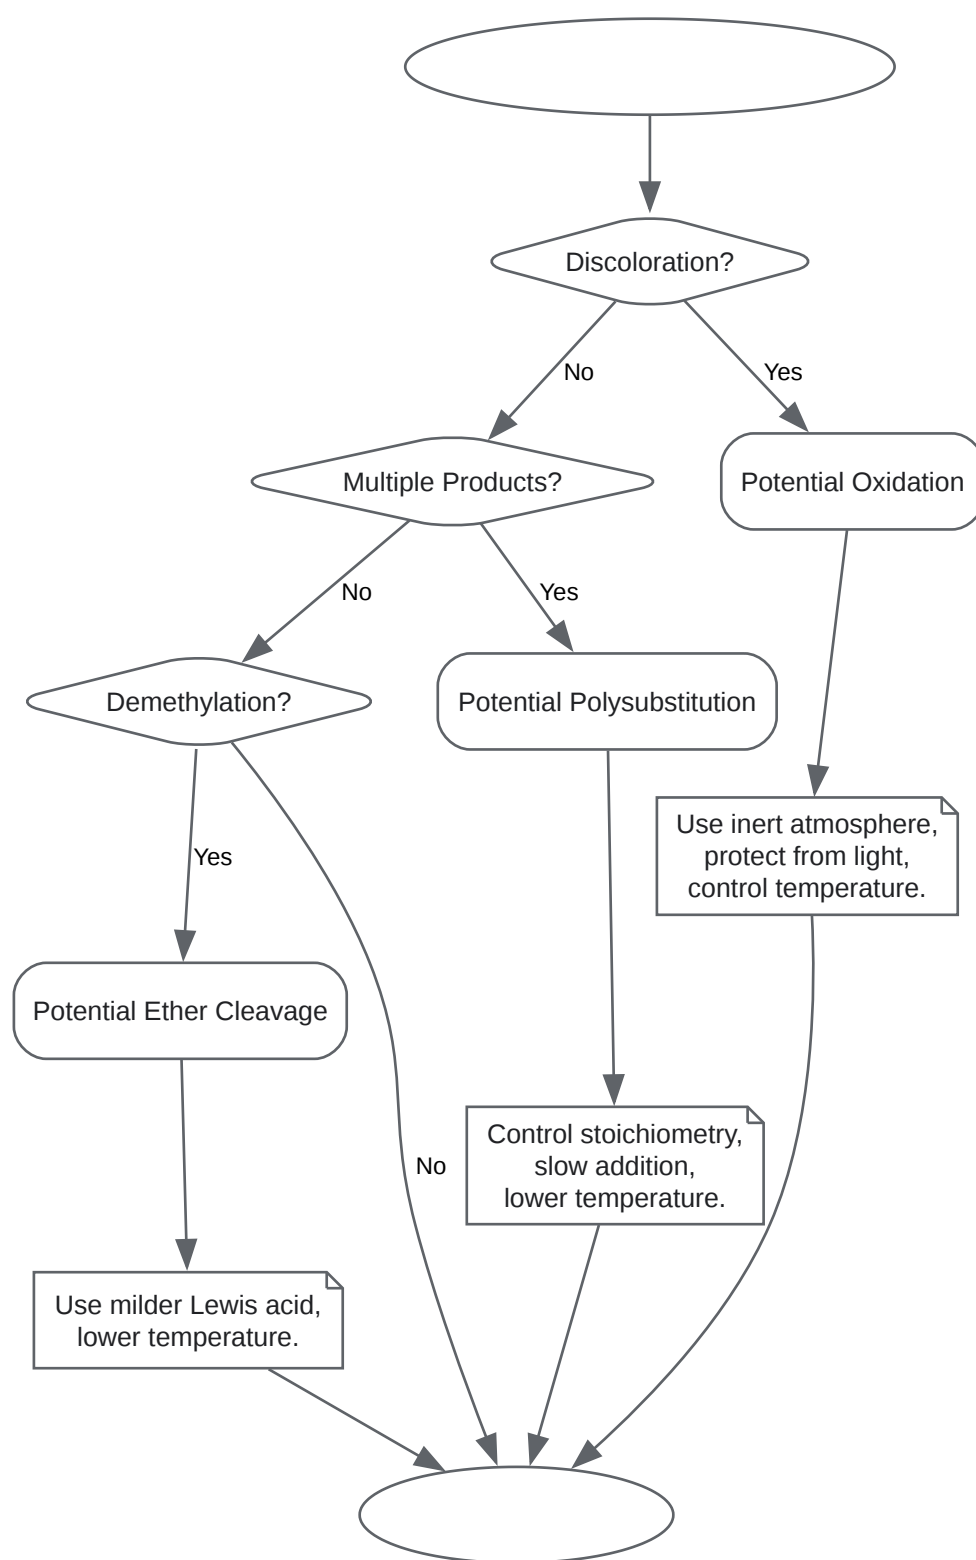 Discoloration?
No
Yes
Multiple Products?
Potential Oxidation
No
Yes
Demethylation?
Potential Polysubstitution
Use inert atmosphere,
protect from light,
control temperature.
Yes
Potential Ether Cleavage
Control stoichiometry,
slow addition,
lower temperature.
No
Use milder Lewis acid,
lower temperature.